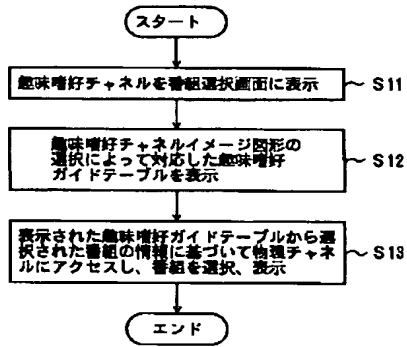 スタート
趣味嗜好チャネルを番組選択画面に表示
S11
趣味嗜好チャネルイメージ図形の
選択によって対応した趣味嗜好
ガイドテーブルを表示
S12
表示された趣味嗜好ガイドテーブルから選
択された番組の情報に基づいて物理チャネ
ルにアクセスし、番組を選択、表示
S13
エンド